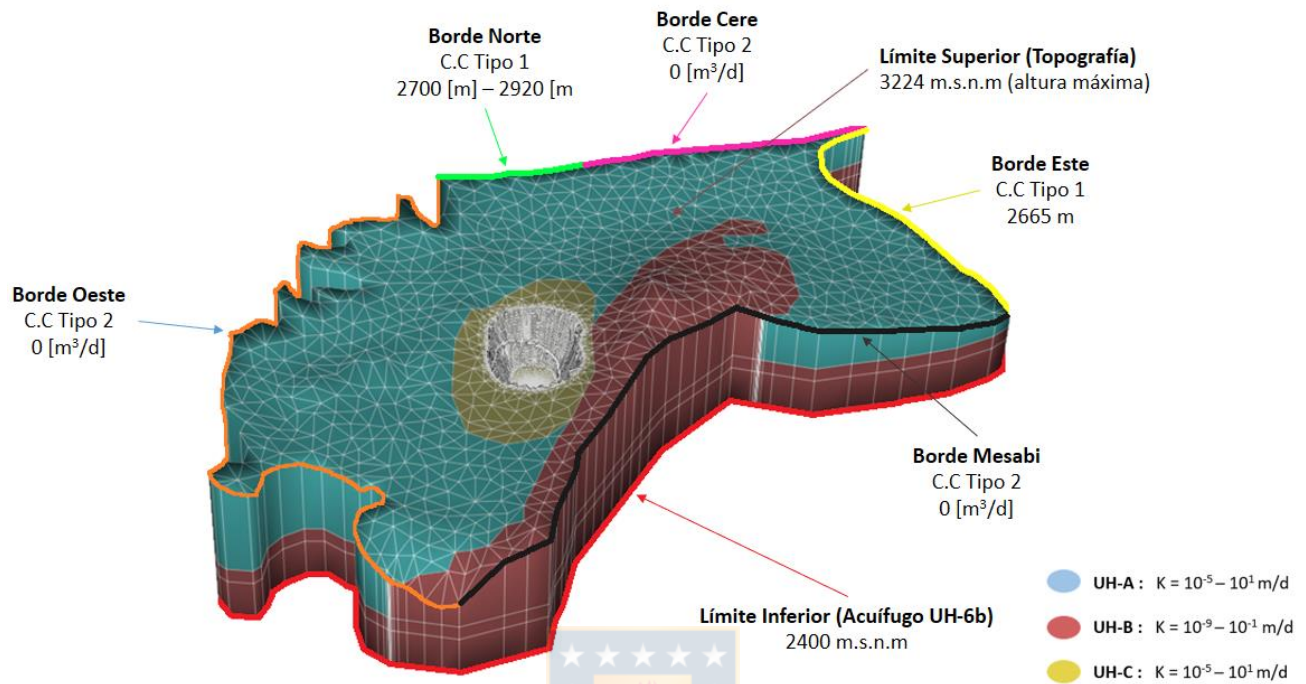 Borde Cere
C.C Tipo 2
0 [m³/d]
Borde Norte
C.C Tipo 1
2700 [m] – 2920 [m
Límite Superior (Topografía)
3224 m.s.n.m (altura máxima)
Borde Este
C.C Tipo 1
2665 m
Borde Oeste
C.C Tipo 2
0 [m³/d]
Borde Mesabi
C.C Tipo 2
0 [m³/d]
Límite Inferior (Acuífugo UH-6b)
2400 m.s.n.m
UH-A : K = 10⁻⁵ – 10¹ m/d
UH-B : K = 10⁻⁹ – 10⁻¹ m/d
UH-C : K = 10⁻⁵ – 10¹ m/d